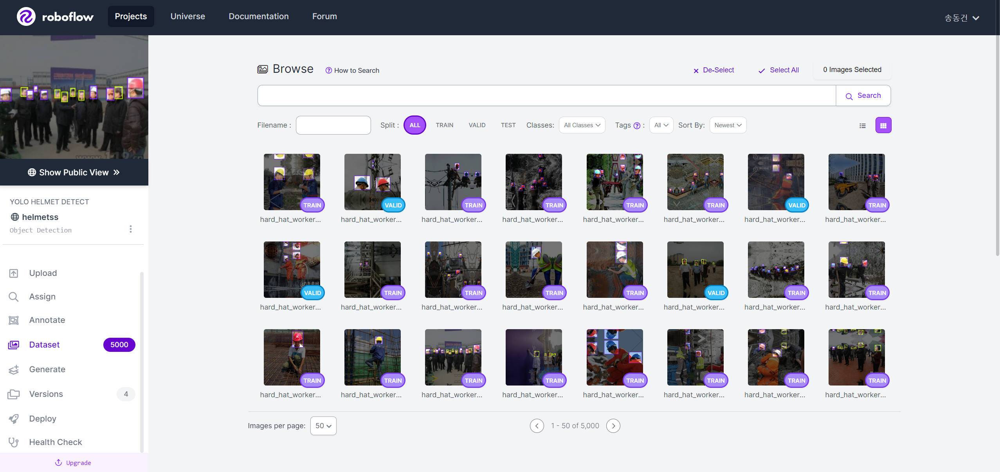 roboflow
Projects
Universe
Documentation
Forum
송동건
Show Public View
YOLO HELMET DETECT
helmetss
Object Detection
Upload
Assign
Annotate
Dataset 5000
Generate
Versions 4
Deploy
Health Check
Upgrade
Browse
How to Search
De-Select
Select All
0 Images Selected
Search
Filename :
Split : ALL TRAIN VALID TEST
Classes: All Classes
Tags ? : All
Sort By: Newest
TRAIN VALID TRAIN TRAIN TRAIN TRAIN VALID TRAIN
hard_hat_worker... hard_hat_worker... hard_hat_worker... hard_hat_worker... hard_hat_worker... hard_hat_worker... hard_hat_worker... hard_hat_worker...
VALID TRAIN TRAIN TRAIN TRAIN VALID TRAIN TRAIN
hard_hat_worker... hard_hat_worker... hard_hat_worker... hard_hat_worker... hard_hat_worker... hard_hat_worker... hard_hat_worker... hard_hat_worker...
TRAIN TRAIN TRAIN TRAIN TRAIN TRAIN TRAIN TRAIN
hard_hat_worker... hard_hat_worker... hard_hat_worker... hard_hat_worker... hard_hat_worker... hard_hat_worker... hard_hat_worker... hard_hat_worker...
Images per page: 50
1 - 50 of 5,000